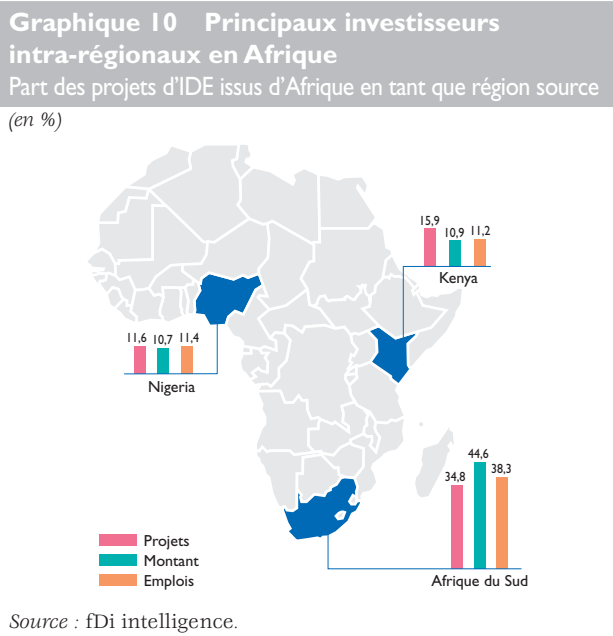 Graphique 10 Principaux investisseurs
intra-régionaux en Afrique
Part des projets d'IDE issus d'Afrique en tant que région source
(en %)
15,9 10,9 11,2
Kenya
11,6 10,7 11,4
Nigeria
34,8 44,6 38,3
Afrique du Sud
Projets
Montant
Emplois
Source : fDi intelligence.